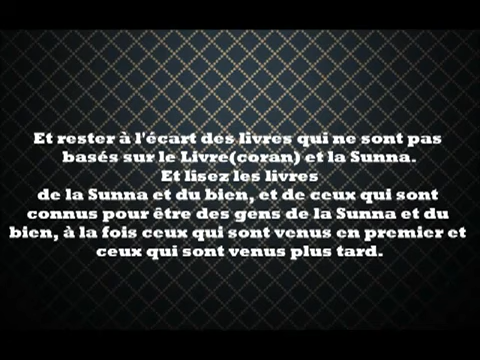 Et rester à l'écart des livres qui ne sont pas
basés sur le Livre(coran) et la Sunna.
Et lisez les livres
de la Sunna et du bien, et de ceux qui sont
connus pour être des gens de la Sunna et du
bien, à la fois ceux qui sont venus en premier et
ceux qui sont venus plus tard.